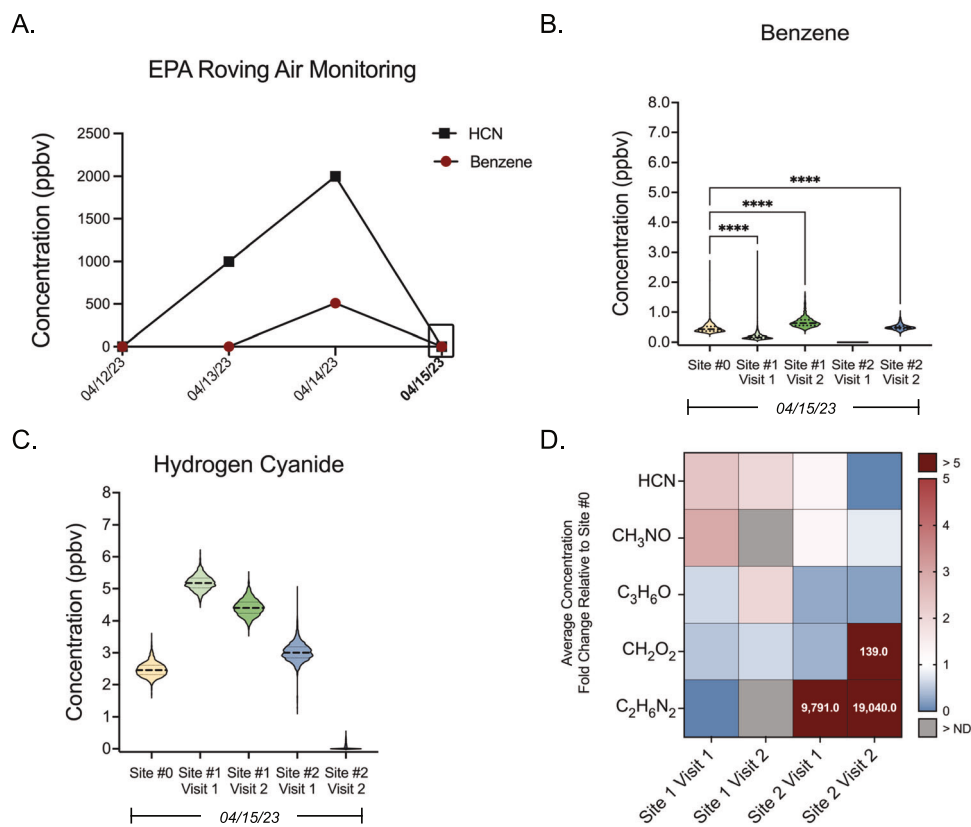 A.
EPA Roving Air Monitoring
Concentration (ppbv)
2500
2000
1500
1000
500
0
HCN
Benzene
04/12/23
04/13/23
04/14/23
04/15/23
B.
Benzene
Concentration (ppbv)
8.0
7.0
6.0
5.0
4.0
3.0
2.0
1.0
0.0
****
****
****
Site #0
Site #1 Visit 1
Site #1 Visit 2
Site #2 Visit 1
Site #2 Visit 2
04/15/23
C.
Hydrogen Cyanide
Concentration (ppbv)
8
7
6
5
4
3
2
1
0
Site #0
Site #1 Visit 1
Site #1 Visit 2
Site #2 Visit 1
Site #2 Visit 2
04/15/23
D.
Average Concentration
Fold Change Relative to Site #0
HCN
CH₃NO
C₃H₆O
CH₂O₂
C₂H₆N₂
139.0
9,791.0
19,040.0
Site 1 Visit 1
Site 1 Visit 2
Site 2 Visit 1
Site 2 Visit 2
> 5
5
4
3
2
1
0
> ND